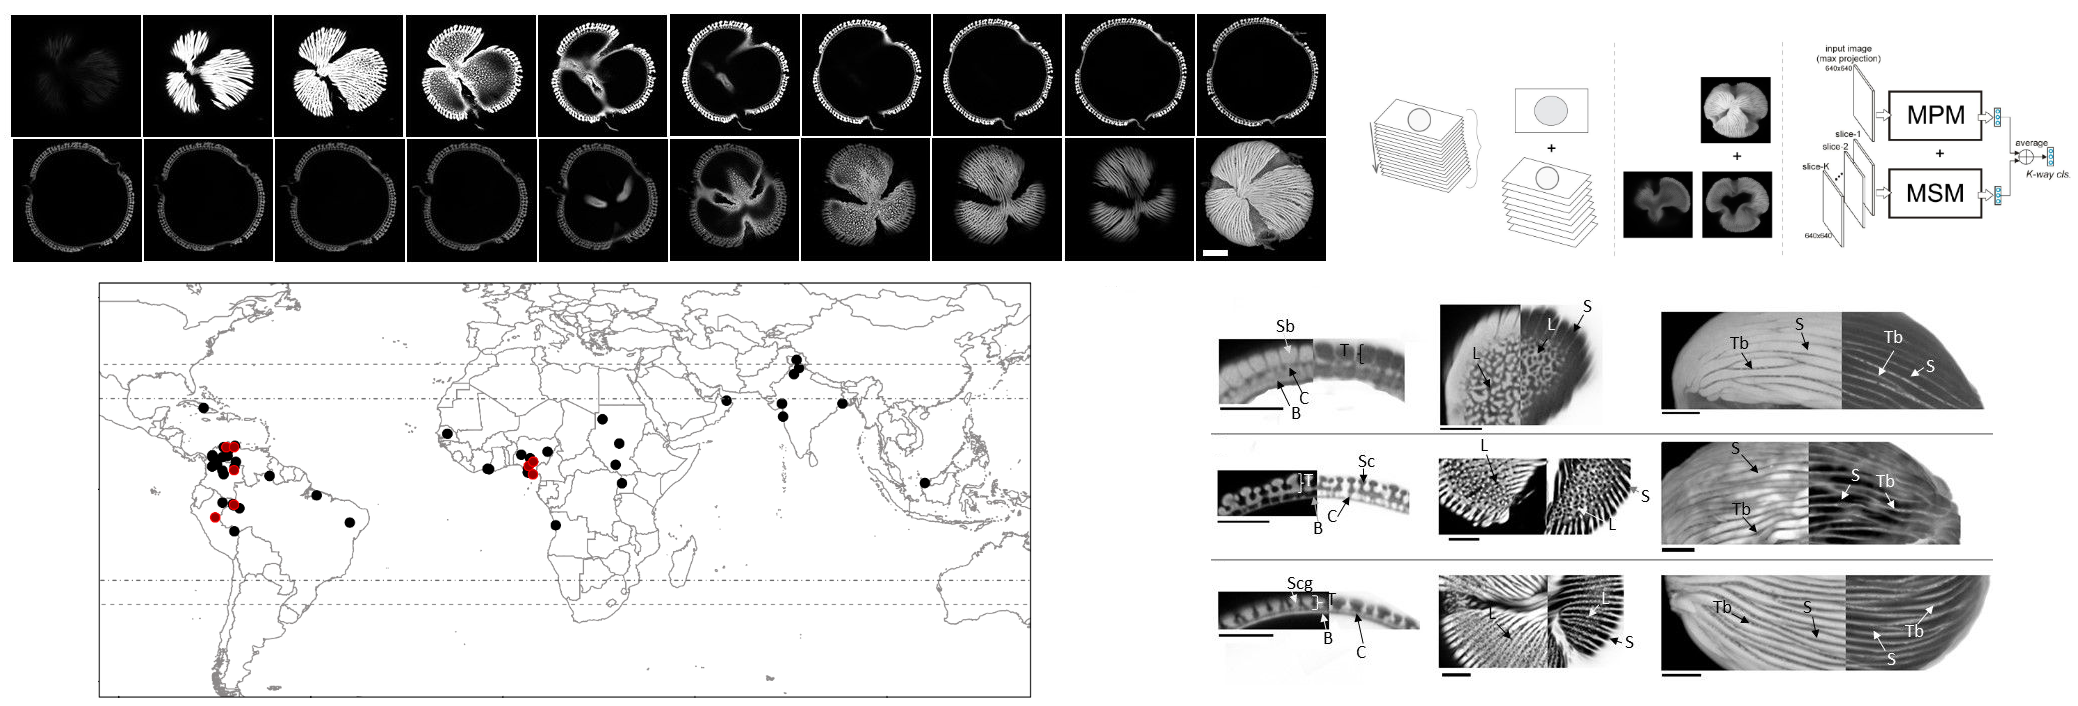 input image
(max projection)
640x640
MPM
slice-1
slice-2
slice-K
+
+
+
average
MSM
K-way cls.
640x640
Sb
T
C
B
L
L
S
Tb
S
Tb
S
T
Sc
B
C
L
L
S
S
Tb
S
Tb
Scg
T
B
C
L
L
S
Tb
S
Tb
S